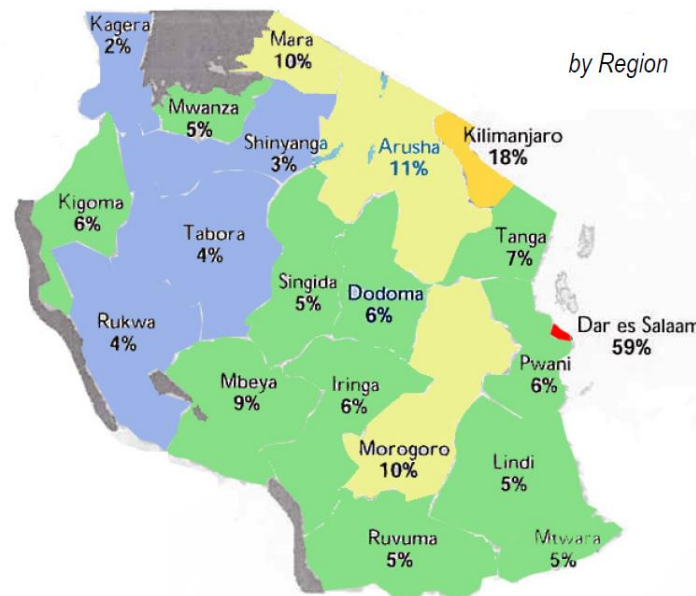 Kagera
2%
Mara
10%
by Region
Mwanza
5%
Shinyanga
3%
Arusha
11%
Kilimanjaro
18%
Kigoma
6%
Tabora
4%
Tanga
7%
Singida
5%
Dodoma
6%
Rukwa
4%
Dar es Salaam
59%
Pwani
6%
Mbeya
9%
Iringa
6%
Morogoro
10%
Lindi
5%
Ruvuma
5%
Mtwara
5%